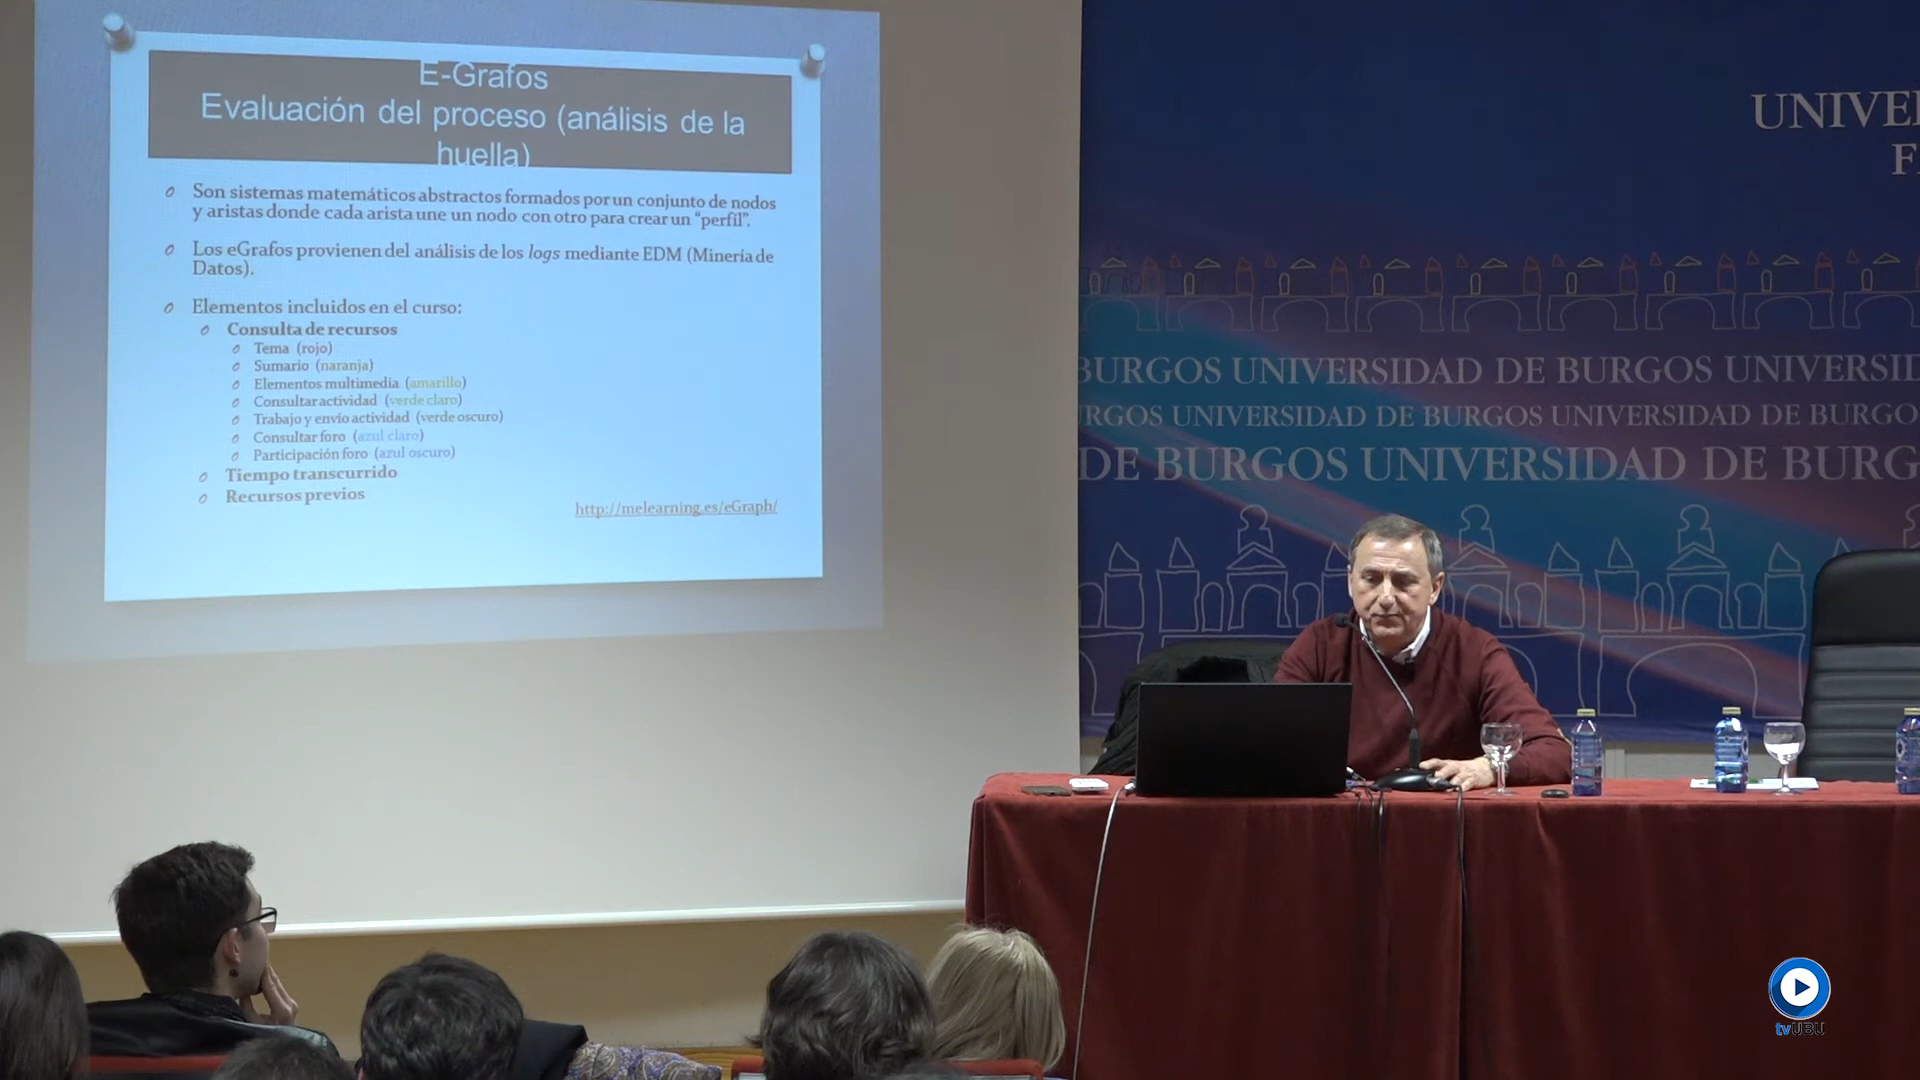 E-Grafos
Evaluación del proceso (análisis de la
huella)
Son sistemas matemáticos abstractos formados por un conjunto de nodos
y aristas donde cada arista une un nodo con otro para crear un “perfil”.
Los eGrafos provienen del análisis de los logs mediante EDM (Minería de
Datos).
Elementos incluidos en el curso:
Consulta de recursos
Tema (rojo)
Sumario (naranja)
Elementos multimedia (amarillo)
Consultar actividad (verde claro)
Trabajo y envío actividad (verde oscuro)
Consultar foro (azul claro)
Participación foro (azul oscuro)
Tiempo transcurrido
Recursos previos
http://melearning.es/eGraph/
UNIVE
F
BURGOS UNIVERSIDAD DE BURGOS UNIVERSID
RGOS UNIVERSIDAD DE BURGOS UNIVERSIDAD DE BURGO
DE BURGOS UNIVERSIDAD DE BURG
tvUBU